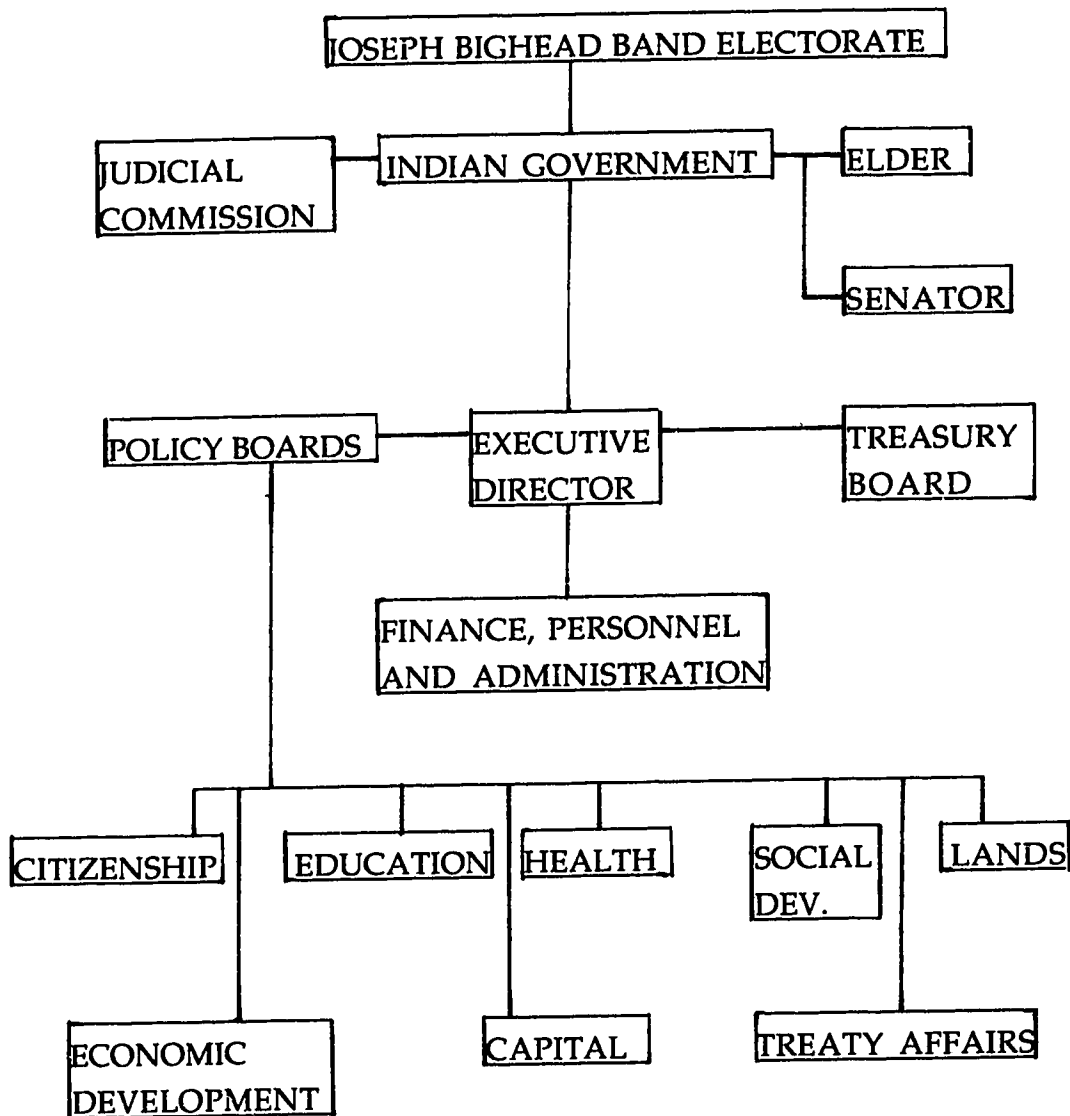 JOSEPH BIGHEAD BAND ELECTORATE
JUDICIAL
COMMISSION
INDIAN GOVERNMENT
ELDER
SENATOR
POLICY BOARDS
EXECUTIVE
DIRECTOR
TREASURY
BOARD
FINANCE, PERSONNEL
AND ADMINISTRATION
CITIZENSHIP
EDUCATION
HEALTH
SOCIAL
DEV.
LANDS
ECONOMIC
DEVELOPMENT
CAPITAL
TREATY AFFAIRS